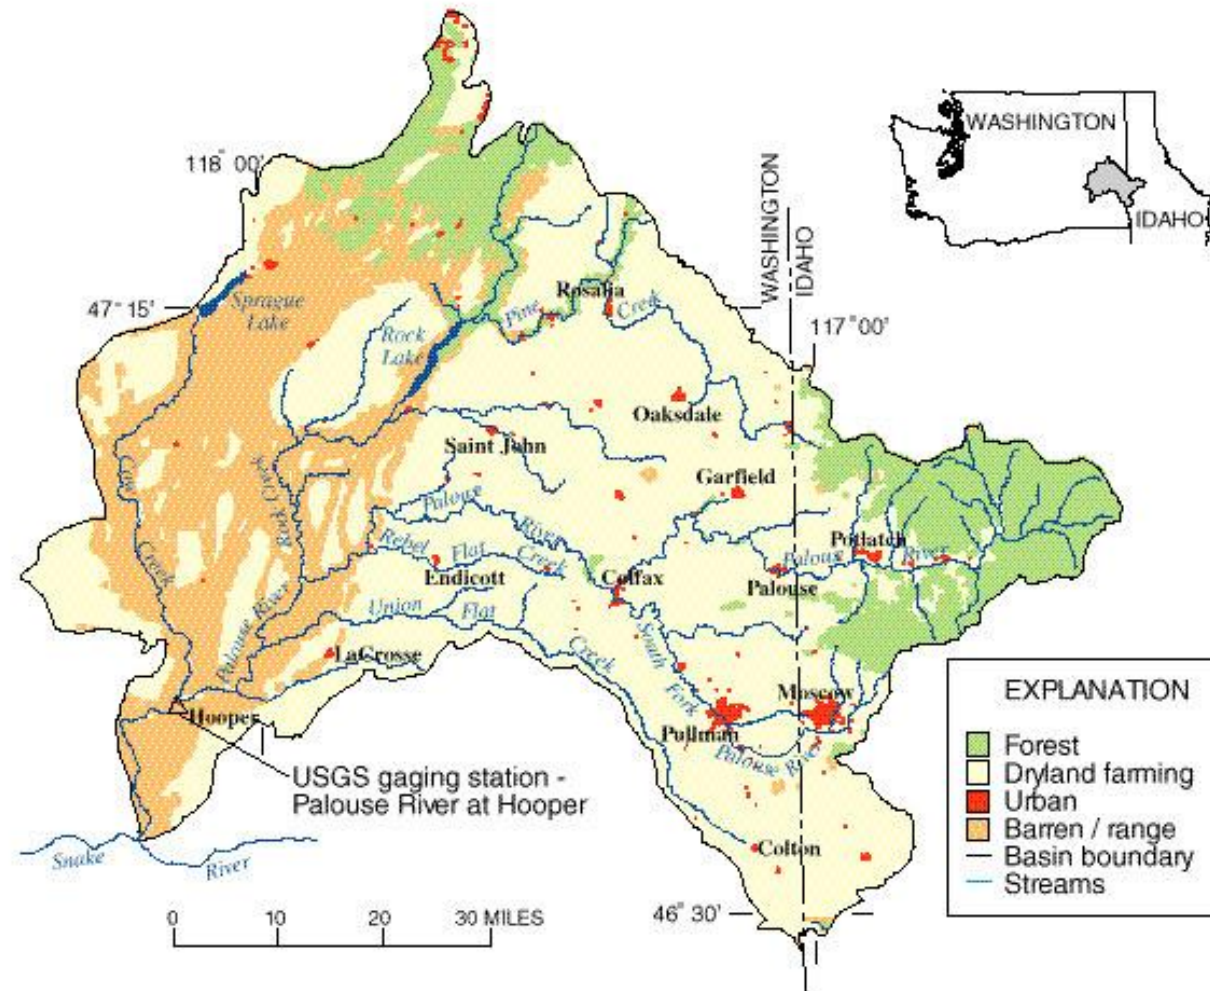 WASHINGTON
IDAHO
118° 00'
WASHINGTON
IDAHO
47° 15'
Sprague
Lake
Rock
Lake
Pine
Rosalia
Creek
117° 00'
Oaksdale
Saint John
Garfield
Cow
Creek
Rock Creek
Palouse
River
Rebel
Flat
Creek
Endicott
Colfax
Potlatch
Palouse
River
Palouse
Union
Flat
Creek
Palouse River
LaCrosse
South
Fork
Moscow
Pullman
Palouse River
Hooper
USGS gaging station -
Palouse River at Hooper
Snake
River
Colton
46° 30'
0 10 20 30 MILES
EXPLANATION
Forest
Dryland farming
Urban
Barren / range
Basin boundary
Streams